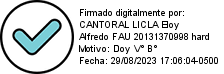 Firmado digitalmente por:
CANTORAL LICLA Eloy
Alfredo FAU 20131370998 hard
Motivo: Doy V° B°
Fecha: 29/08/2023 17:06:04-0500